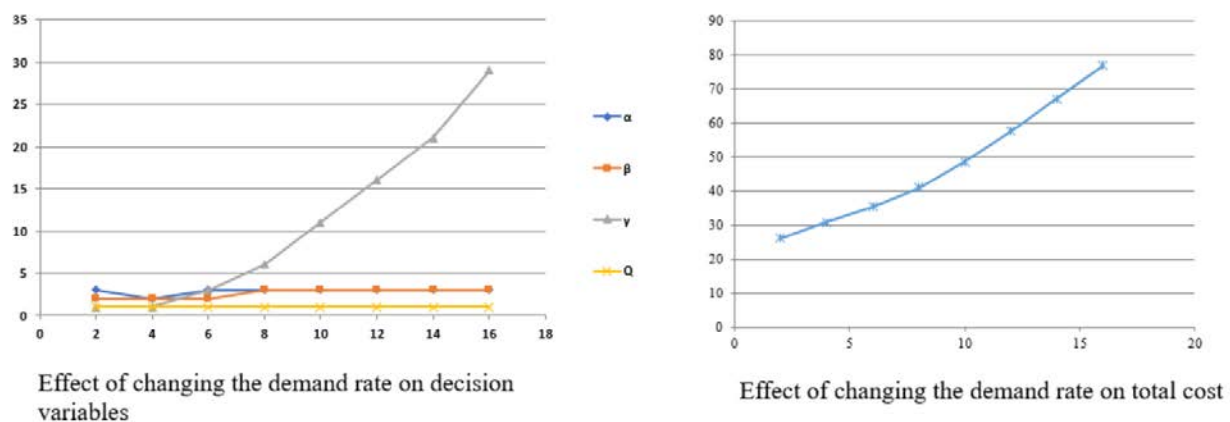 35
30
25
20
15
10
5
0
0 2 4 6 8 10 12 14 16 18
α
β
γ
Q
Effect of changing the demand rate on decision
variables
90
80
70
60
50
40
30
20
10
0
0 5 10 15 20
Effect of changing the demand rate on total cost